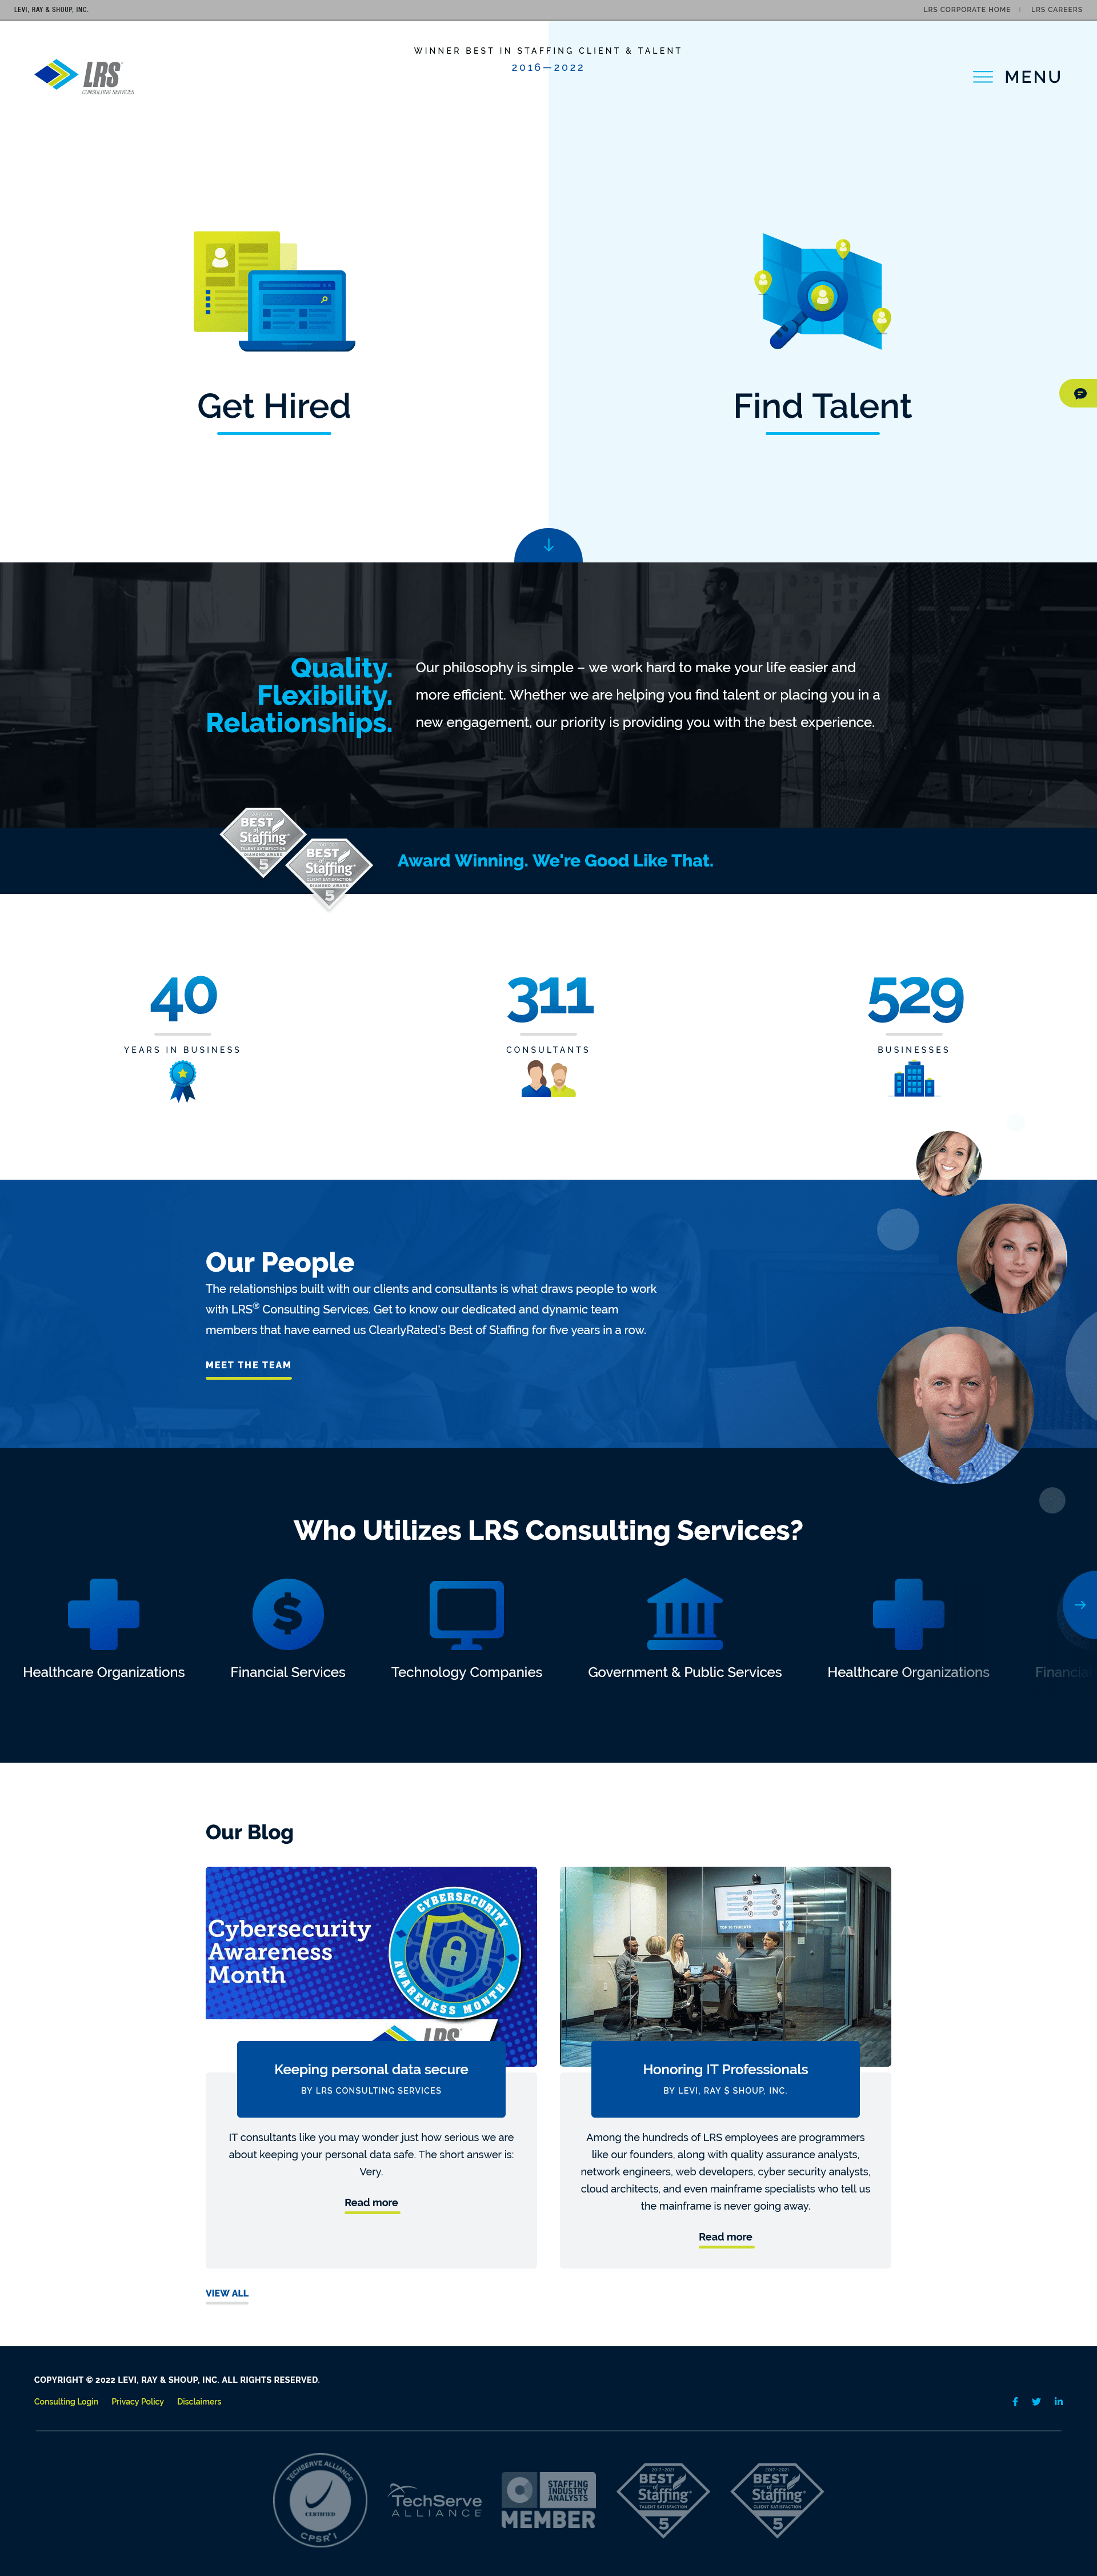 LEVI, RAY & SHOUP, INC.
LRS CORPORATE HOME | LRS CAREERS
WINNER BEST IN STAFFING CLIENT & TALENT
2016—2022
LRS
CONSULTING SERVICES
MENU
Get Hired
Find Talent
Quality.
Flexibility.
Relationships.
Our philosophy is simple – we work hard to make your life easier and
more efficient. Whether we are helping you find talent or placing you in a
new engagement, our priority is providing you with the best experience.
BEST
of
Staffing
TALENT SATISFACTION
DIAMOND AWARD
5
BEST
of
Staffing
CLIENT SATISFACTION
DIAMOND AWARD
5
Award Winning. We're Good Like That.
40
YEARS IN BUSINESS
311
CONSULTANTS
529
BUSINESSES
Our People
The relationships built with our clients and consultants is what draws people to work
with LRS® Consulting Services. Get to know our dedicated and dynamic team
members that have earned us ClearlyRated's Best of Staffing for five years in a row.
MEET THE TEAM
Who Utilizes LRS Consulting Services?
Healthcare Organizations
Financial Services
Technology Companies
Government & Public Services
Healthcare Organizations
Financia
Our Blog
Cybersecurity
Awareness
Month
CYBERSECURITY
AWARENESS MONTH
LRS
TOP 10 THREATS
Keeping personal data secure
BY LRS CONSULTING SERVICES
IT consultants like you may wonder just how serious we are
about keeping your personal data safe. The short answer is:
Very.
Read more
Honoring IT Professionals
BY LEVI, RAY $ SHOUP, INC.
Among the hundreds of LRS employees are programmers
like our founders, along with quality assurance analysts,
network engineers, web developers, cyber security analysts,
cloud architects, and even mainframe specialists who tell us
the mainframe is never going away.
Read more
VIEW ALL
COPYRIGHT © 2022 LEVI, RAY & SHOUP, INC. ALL RIGHTS RESERVED.
Consulting Login
Privacy Policy
Disclaimers
TECHSERVE ALLIANCE
CERTIFIED
CPSR I
TechServe
ALLIANCE
STAFFING
INDUSTRY
ANALYSTS
MEMBER
2017-2021
BEST
of
Staffing
TALENT SATISFACTION
5
2017-2021
BEST
of
Staffing
CLIENT SATISFACTION
5